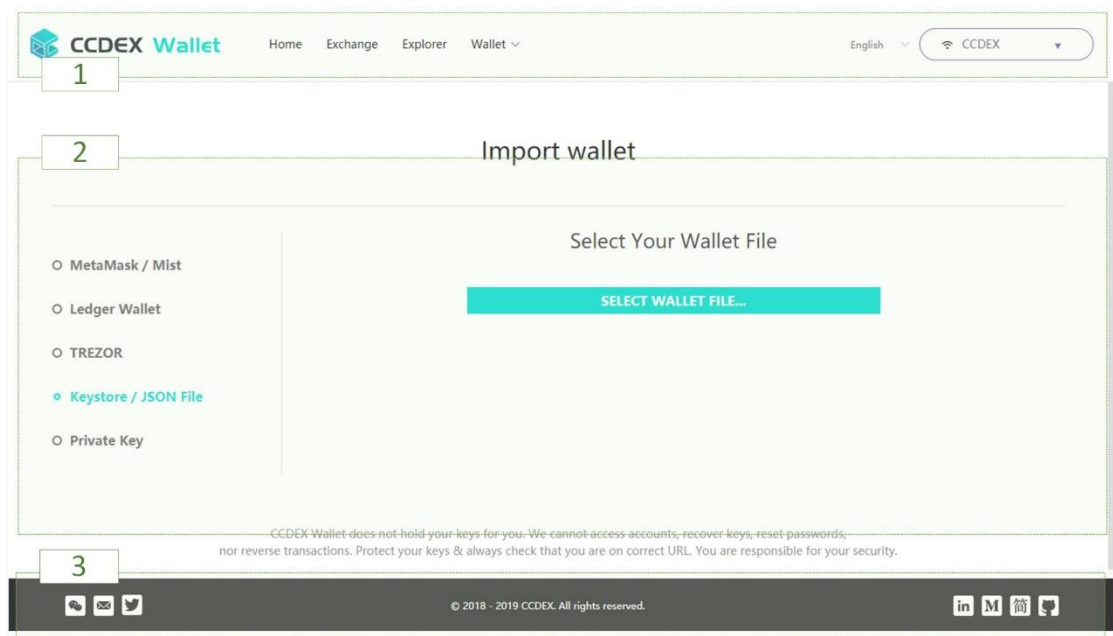 CCDEX Wallet Home Exchange Explorer Wallet English CCDEX
1
2
Import wallet
Select Your Wallet File
SELECT WALLET FILE...
MetaMask / Mist
Ledger Wallet
TREZOR
Keystore / JSON File
Private Key
CCDEX Wallet does not hold your keys for you. We cannot access accounts, recover keys, reset passwords,
nor reverse transactions. Protect your keys & always check that you are on correct URL. You are responsible for your security.
3
© 2018 - 2019 CCDEX. All rights reserved. in M 简